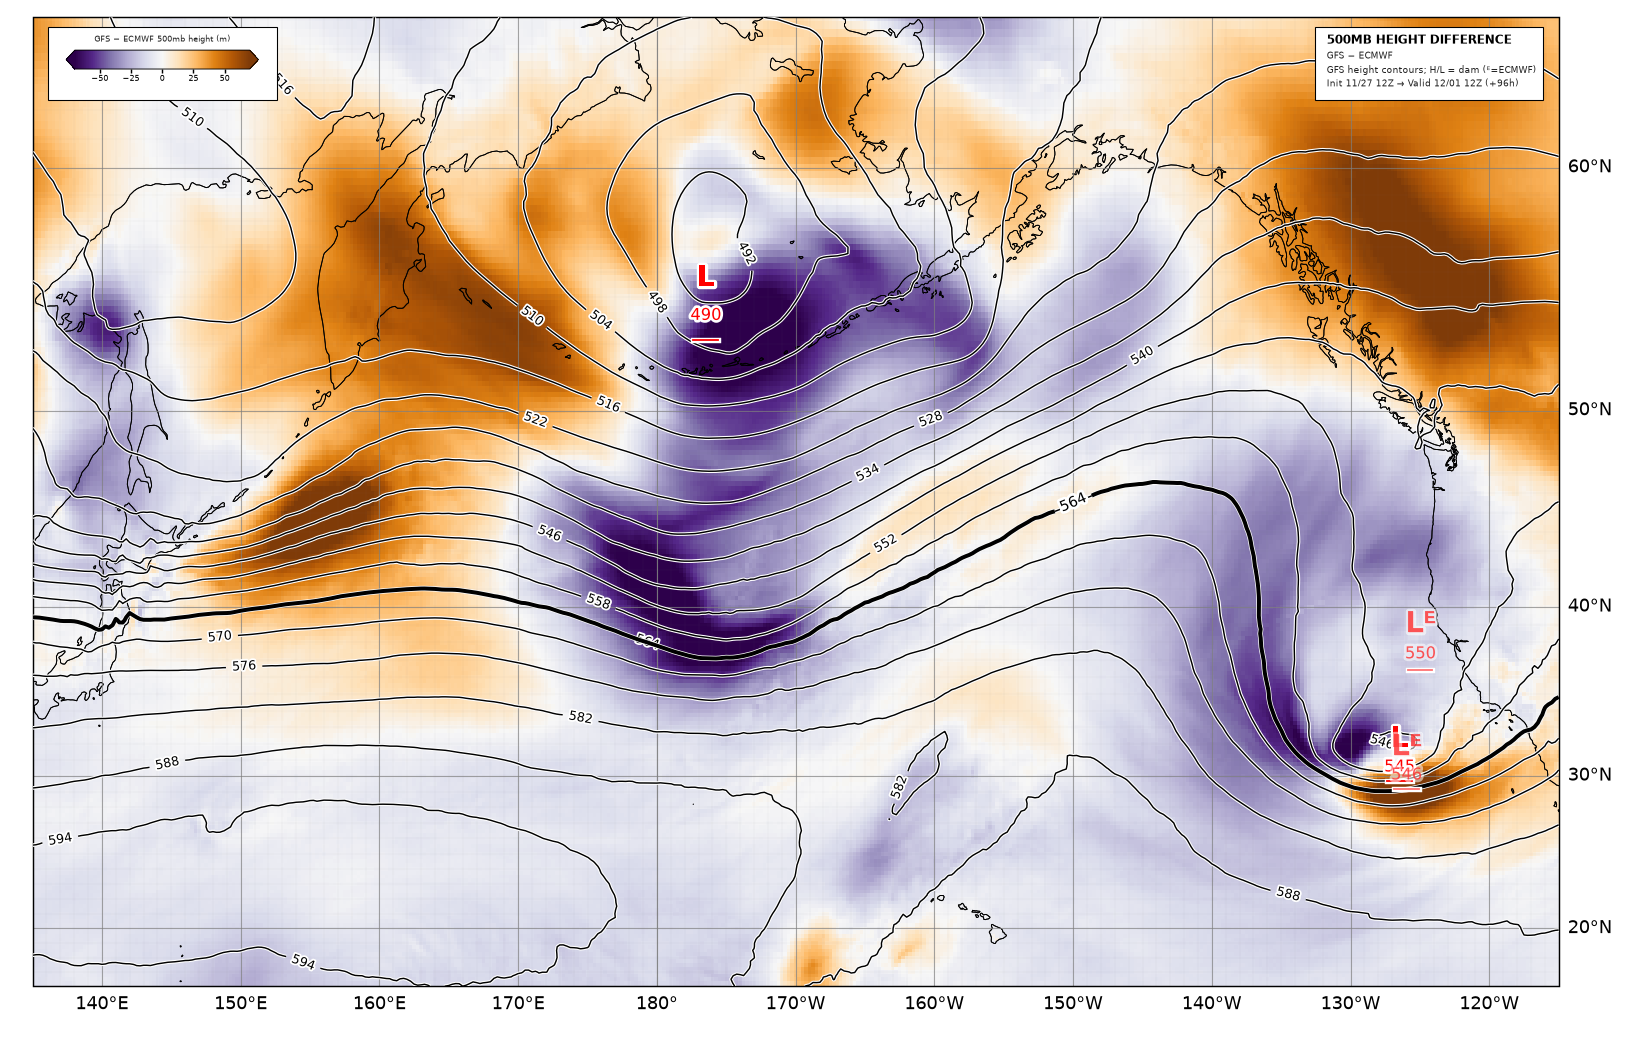 GFS − ECMWF 500mb height (m)
−50 −25 0 25 50
500MB HEIGHT DIFFERENCE
GFS − ECMWF
GFS height contours; H/L = dam (ᴱ=ECMWF)
Init 11/27 12Z → Valid 12/01 12Z (+96h)
516
510
60°N
492
L
490
498
504
510
540
516
522
528
50°N
534
564
546
552
558
40°N
564
570
576
LE
550
582
588
546
LE
545
546
30°N
582
594
588
20°N
594
140°E 150°E 160°E 170°E 180° 170°W 160°W 150°W 140°W 130°W 120°W